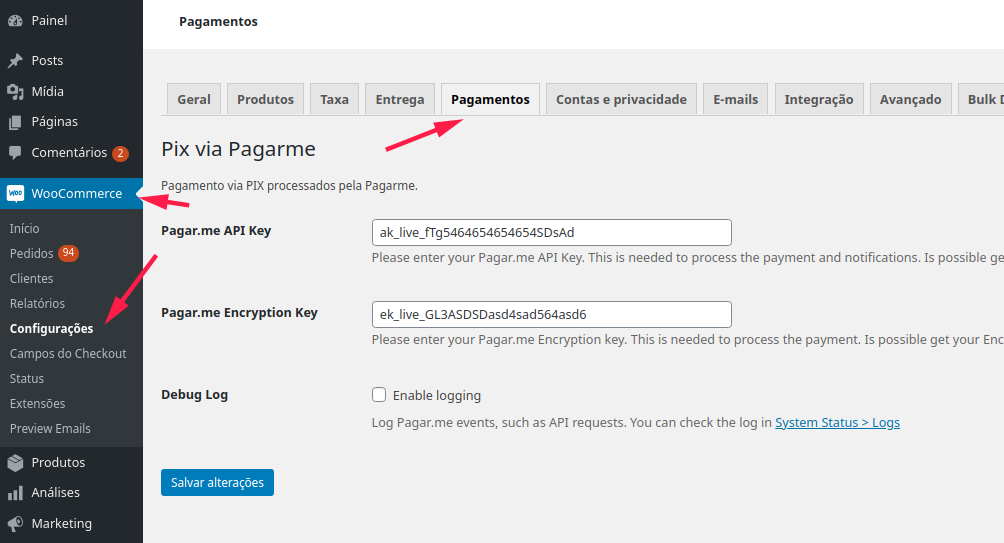 Painel
Posts
Mídia
Páginas
Comentários 2
woo WooCommerce
Início
Pedidos 94
Clientes
Relatórios
Configurações
Campos do Checkout
Status
Extensões
Preview Emails
Produtos
Análises
Marketing
Pagamentos
Geral Produtos Taxa Entrega Pagamentos Contas e privacidade E-mails Integração Avançado Bulk D
Pix via Pagarme
Pagamento via PIX processados pela Pagarme.
Pagar.me API Key ak_live_fTg5464654654654SDsAd
Please enter your Pagar.me API Key. This is needed to process the payment and notifications. Is possible ge
Pagar.me Encryption Key ek_live_GL3ASDSDasd4sad564asd6
Please enter your Pagar.me Encryption key. This is needed to process the payment. Is possible get your Enc
Debug Log Enable logging
Log Pagar.me events, such as API requests. You can check the log in System Status > Logs
Salvar alterações